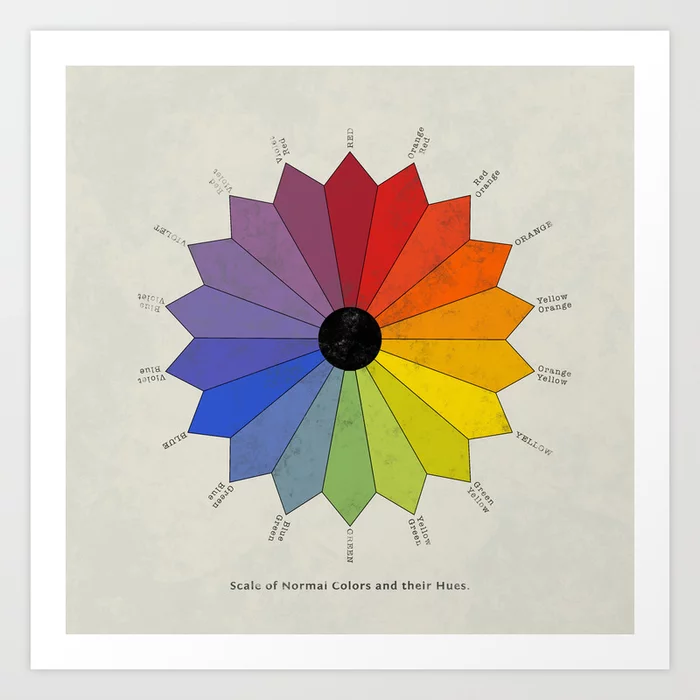 RED
Orange
Red
Red
Orange
ORANGE
Yellow
Orange
Orange
Yellow
YELLOW
Green
Yellow
Yellow
Green
GREEN
Blue
Green
Green
Blue
BLUE
Blue
Violet
Violet
Blue
VIOLET
Red
Violet
Violet
Red
Scale of Normal Colors and their Hues.